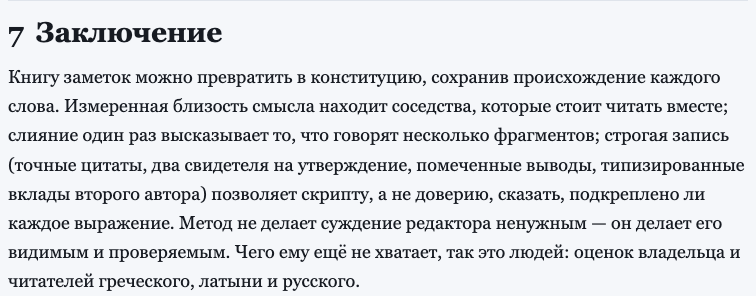 7 Заключение
Книгу заметок можно превратить в конституцию, сохранив происхождение каждого
слова. Измеренная близость смысла находит соседства, которые стоит читать вместе;
слияние один раз высказывает то, что говорят несколько фрагментов; строгая запись
(точные цитаты, два свидетеля на утверждение, помеченные выводы, типизированные
вклады второго автора) позволяет скрипту, а не доверию, сказать, подкреплено ли
каждое выражение. Метод не делает суждение редактора ненужным — он делает его
видимым и проверяемым. Чего ему ещё не хватает, так это людей: оценок владельца и
читателей греческого, латыни и русского.